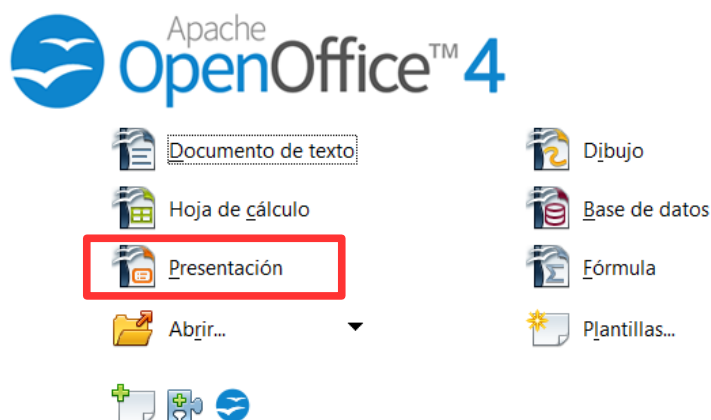 Apache
OpenOffice™ 4
Documento de texto
Dibujo
Hoja de cálculo
Base de datos
Presentación
Fórmula
Abrir...
Plantillas...